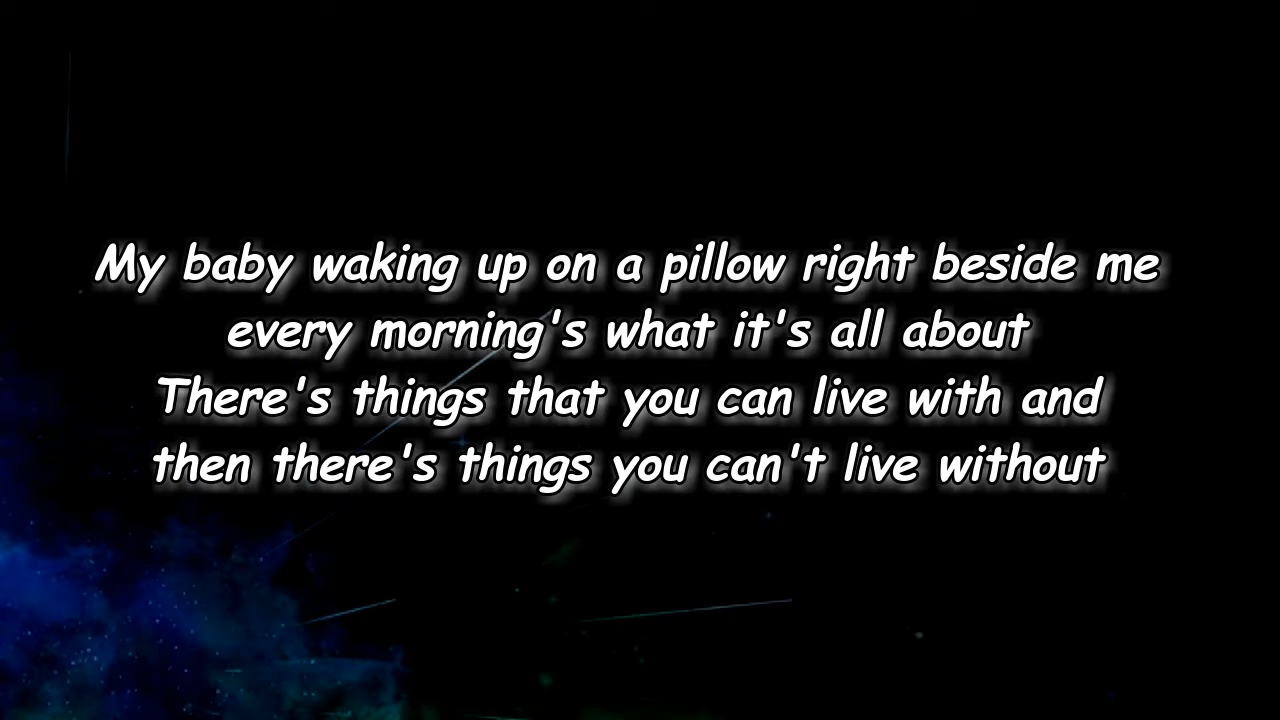 My baby waking up on a pillow right beside me
every morning's what it's all about
There's things that you can live with and
then there's things you can't live without